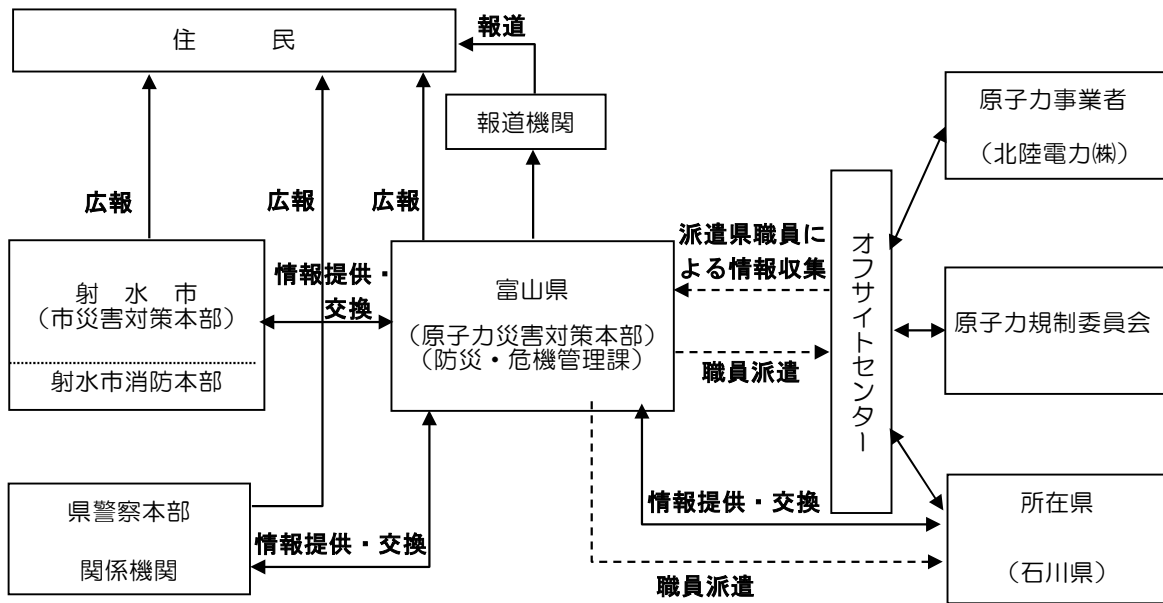 住　　民
報道
報道機関
原子力事業者
（北陸電力㈱）
広報
広報
広報
射　水　市
（市災害対策本部）
射水市消防本部
情報提供・
交換
富山県
（原子力災害対策本部）
（防災・危機管理課）
派遣県職員に
よる情報収集
職員派遣
オフサイトセンター
原子力規制委員会
県警察本部
関係機関
情報提供・交換
情報提供・交換
職員派遣
所在県
（石川県）